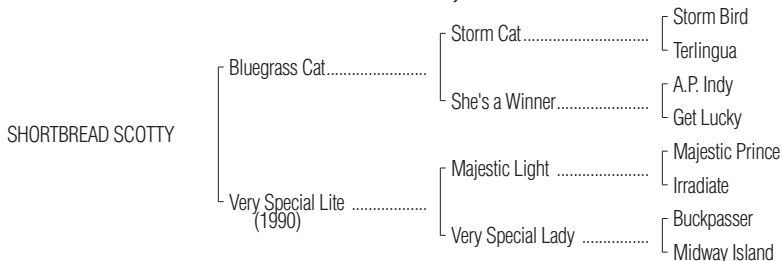 Storm Bird
Storm Cat........................................
Terlingua
Bluegrass Cat..........................
A.P. Indy
She's a Winner.............................
Get Lucky
SHORTBREAD SCOTTY
Majestic Prince
Majestic Light .............................
Irradiate
Very Special Lite ....................
(1990)
Buckpasser
Very Special Lady .....................
Midway Island